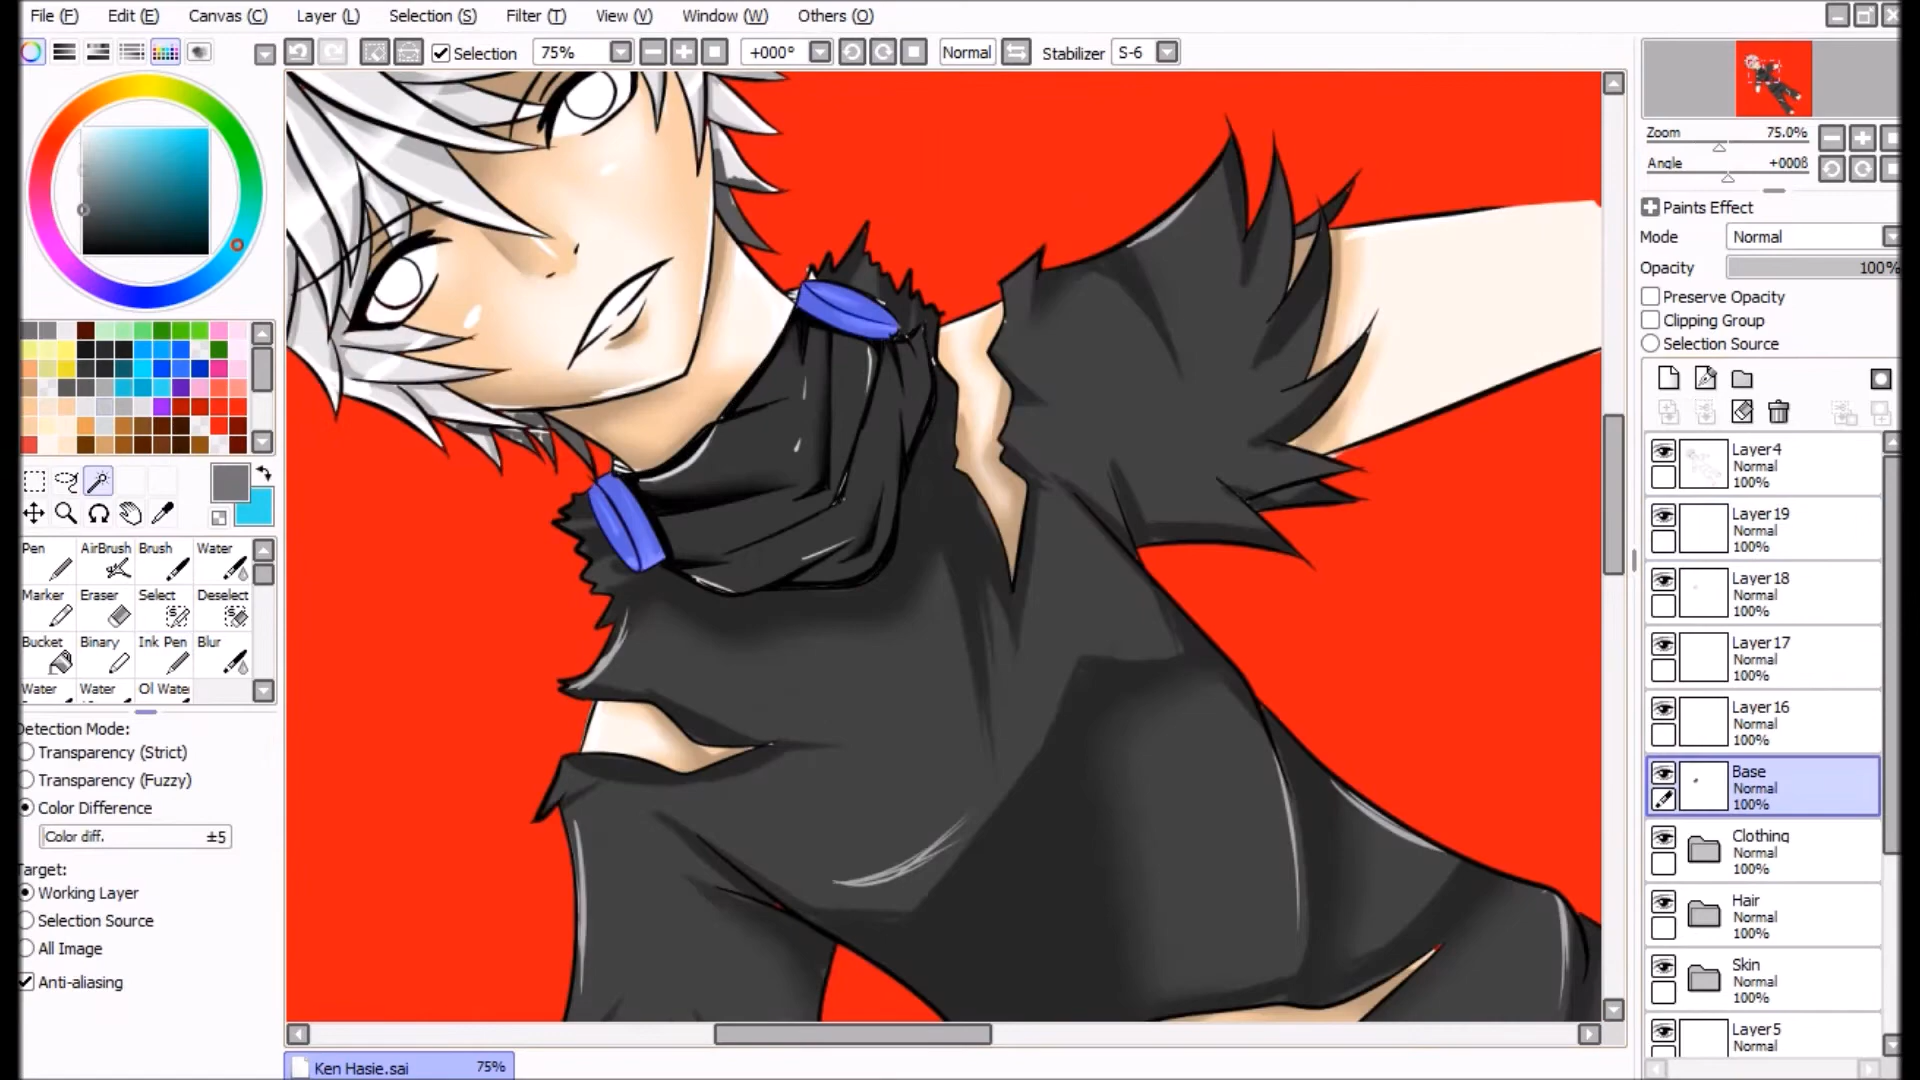 File (F) Edit (E) Canvas (C) Layer (L) Selection (S) Filter (T) View (V) Window (W) Others (O)
Selection 75% +000° Normal Stabilizer S-6
Zoom 75.0%
Angle +0008
Paints Effect
Mode Normal
Opacity 100%
Preserve Opacity
Clipping Group
Selection Source
Layer4
Normal
100%
Layer19
Normal
100%
Layer18
Normal
100%
Layer17
Normal
100%
Layer16
Normal
100%
Base
Normal
100%
Clothing
Normal
100%
Hair
Normal
100%
Skin
Normal
100%
Layer5
Normal
Pen AirBrush Brush Water
Marker Eraser Select Deselect
Bucket Binary Ink Pen Blur
Water Water Ol Wate
Detection Mode:
Transparency (Strict)
Transparency (Fuzzy)
Color Difference
Color diff. ±5
Target:
Working Layer
Selection Source
All Image
Anti-aliasing
Ken Hasie.sai 75%